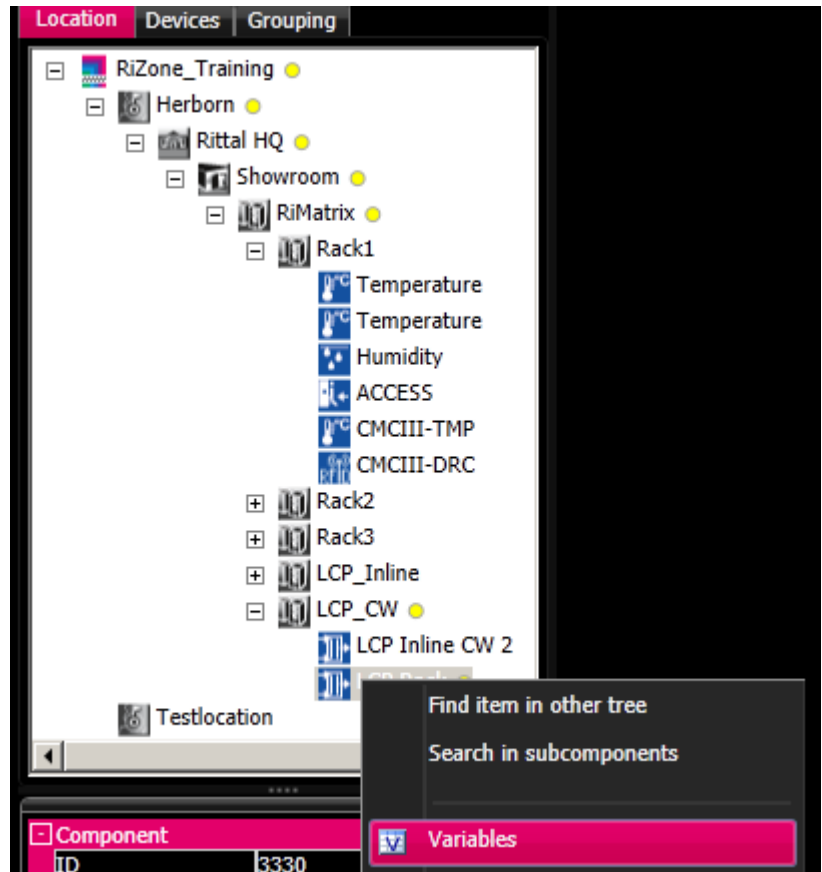 Location Devices Grouping
RiZone_Training
Herborn
Rittal HQ
Showroom
RiMatrix
Rack1
Temperature
Temperature
Humidity
ACCESS
CMCIII-TMP
CMCIII-DRC
Rack2
Rack3
LCP_Inline
LCP_CW
LCP Inline CW 2
LCP Rack
Testlocation
Find item in other tree
Search in subcomponents
Variables
Component
ID 3330